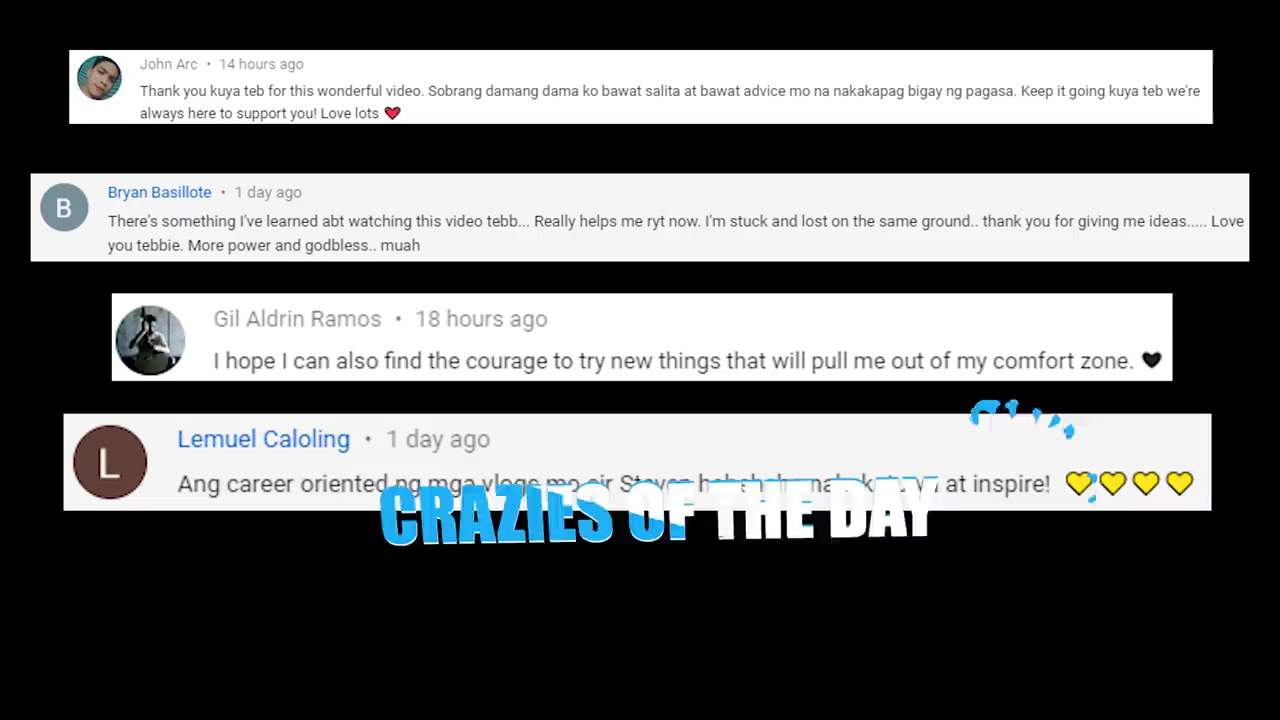 John Arc • 14 hours ago
Thank you kuya teb for this wonderful video. Sobrang damang dama ko bawat salita at bawat advice mo na nakakapag bigay ng pagasa. Keep it going kuya teb we're
always here to support you! Love lots ❤
B
Bryan Basillote • 1 day ago
There's something I've learned abt watching this video tebb... Really helps me ryt now. I'm stuck and lost on the same ground.. thank you for giving me ideas..... Love
you tebbie. More power and godbless.. muah
Gil Aldrin Ramos • 18 hours ago
I hope I can also find the courage to try new things that will pull me out of my comfort zone. 🖤
L
Lemuel Caloling • 1 day ago
Ang career oriented ng mga vlogs mo sir Steven at inspire! 💛💛💛💛
CRAZIES OF THE DAY